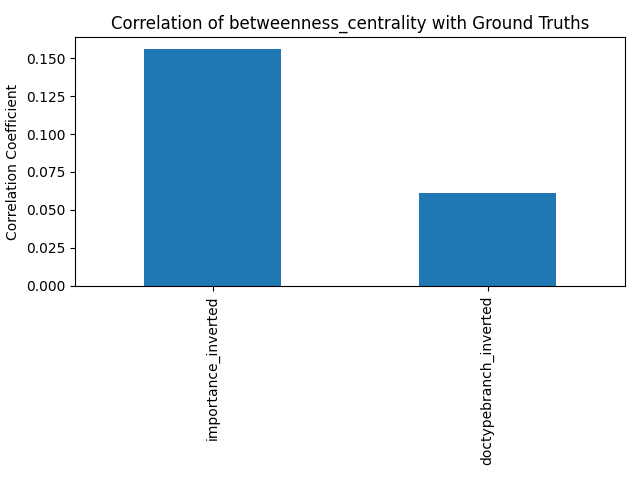 Correlation of betweenness_centrality with Ground Truths
Correlation Coefficient
0.150
0.125
0.100
0.075
0.050
0.025
0.000
importance_inverted
doctypebranch_inverted